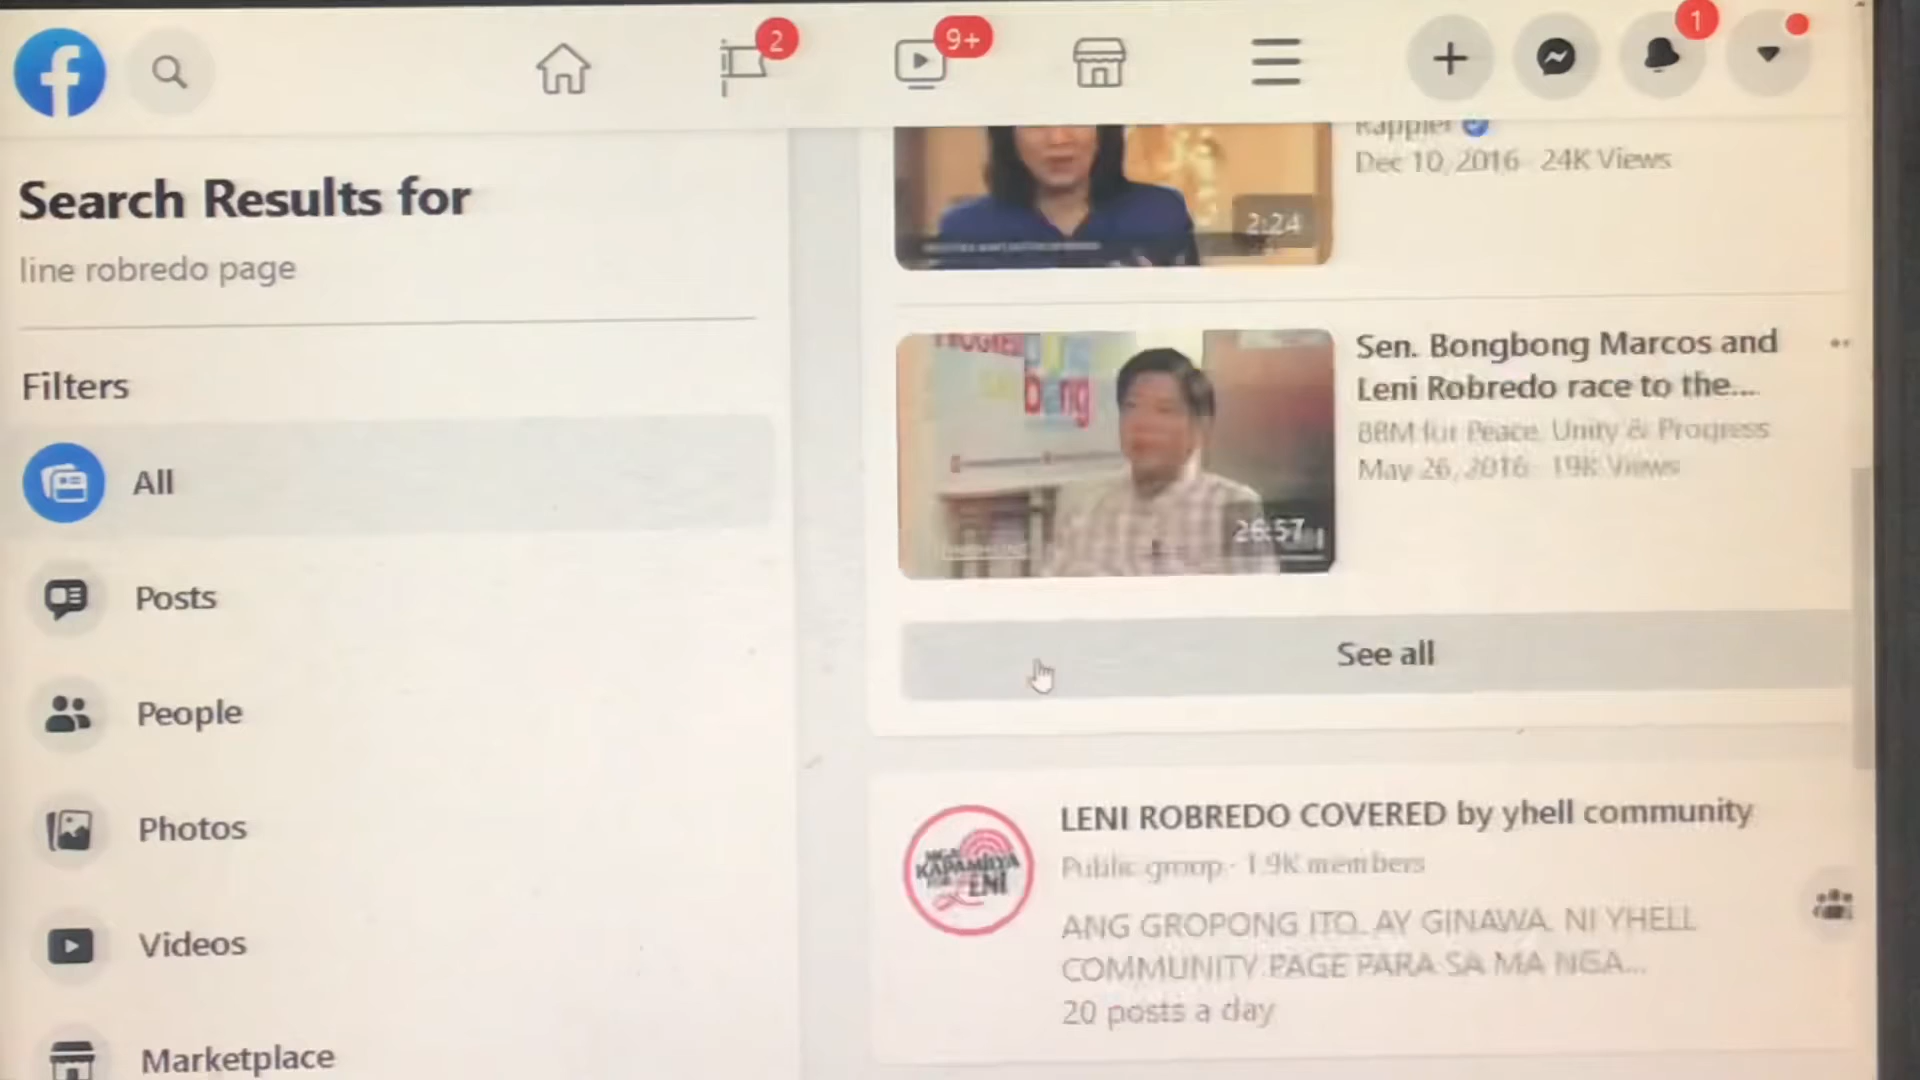 2
9+
1
Search Results for
line robredo page
Filters
All
Posts
People
Photos
Videos
Marketplace
Rappler
Dec 10, 2016 · 24K Views
2:24
Sen. Bongbong Marcos and
Leni Robredo race to the...
BBM for Peace, Unity & Progress
May 26, 2016 · 19K Views
26:57
See all
LENI ROBREDO COVERED by yhell community
Public group · 1.9K members
ANG GROPONG ITO AY GINAWA NI YHELL
COMMUNITY PAGE PARA SA MA NGA...
20 posts a day
MGA
KAPAMILYA
LENI